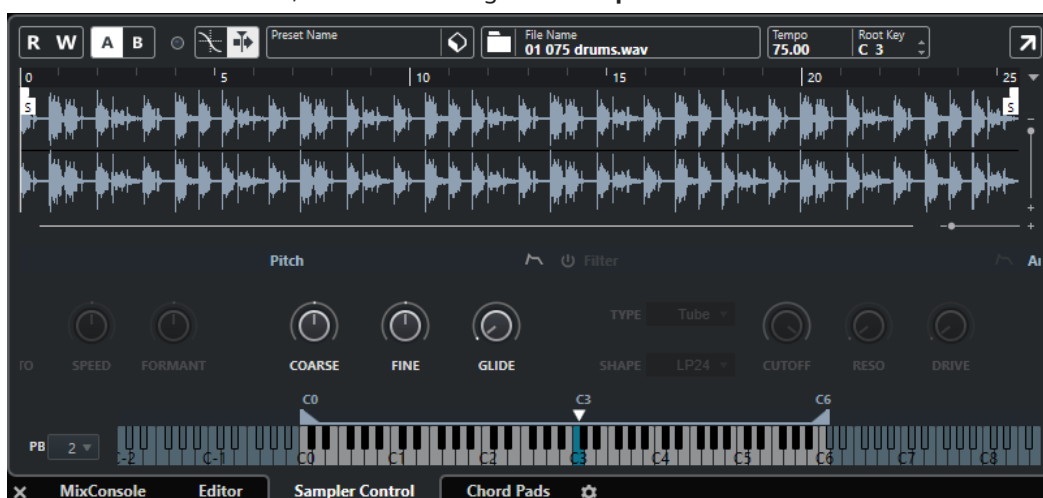 R W A B Preset Name File Name Tempo Root Key
01 075 drums.wav 75.00 C 3
0 5 10 15 20 25
S S
Pitch Filter
TYPE Tube
TO SPEED FORMANT COARSE FINE GLIDE SHAPE LP24 CUTOFF RESO DRIVE
C0 C3 C6
PB 2
C-1 C0 C1 C2 C3 C4 C5 C6 C7 C8
MixConsole Editor Sampler Control Chord Pads